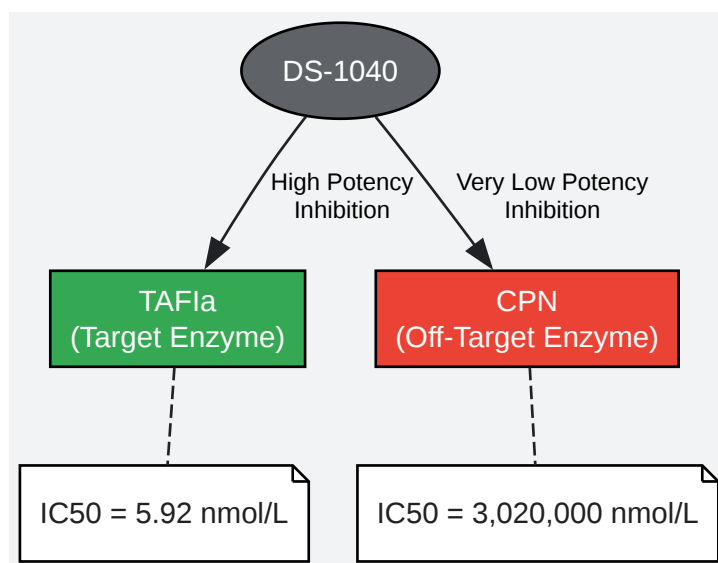 DS-1040
High Potency
Inhibition
Very Low Potency
Inhibition
TAFIa
(Target Enzyme)
CPN
(Off-Target Enzyme)
IC50 = 5.92 nmol/L
IC50 = 3,020,000 nmol/L